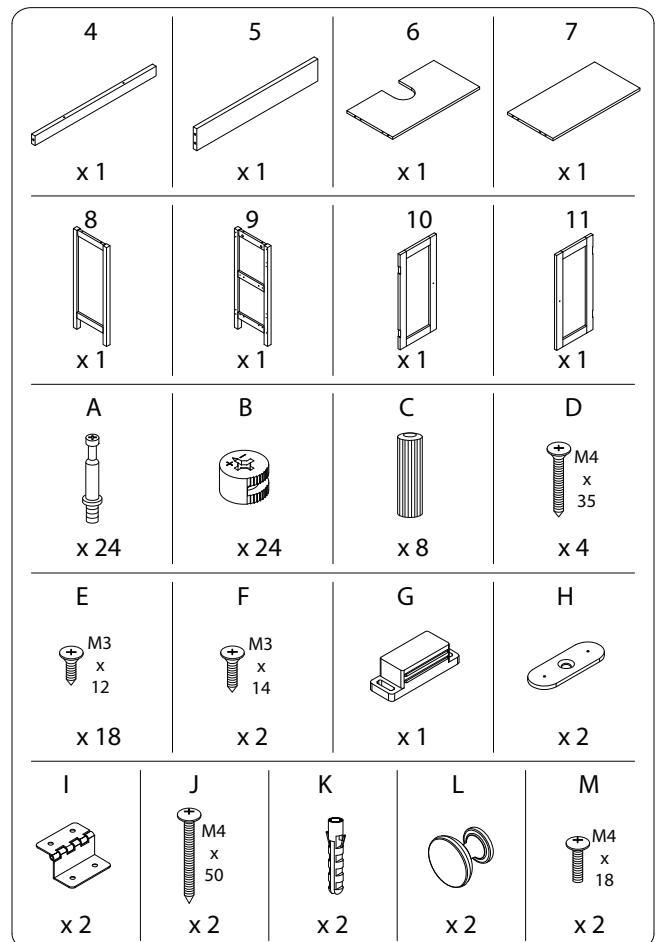 4 5 6 7
x 1 x 1 x 1 x 1
8 9 10 11
x 1 x 1 x 1 x 1
A B C D
M4
x
35
x 24 x 24 x 8 x 4
E F G H
M3 M3
x x
12 14
x 18 x 2 x 1 x 2
I J K L M
M4 M4
x x
50 18
x 2 x 2 x 2 x 2 x 2